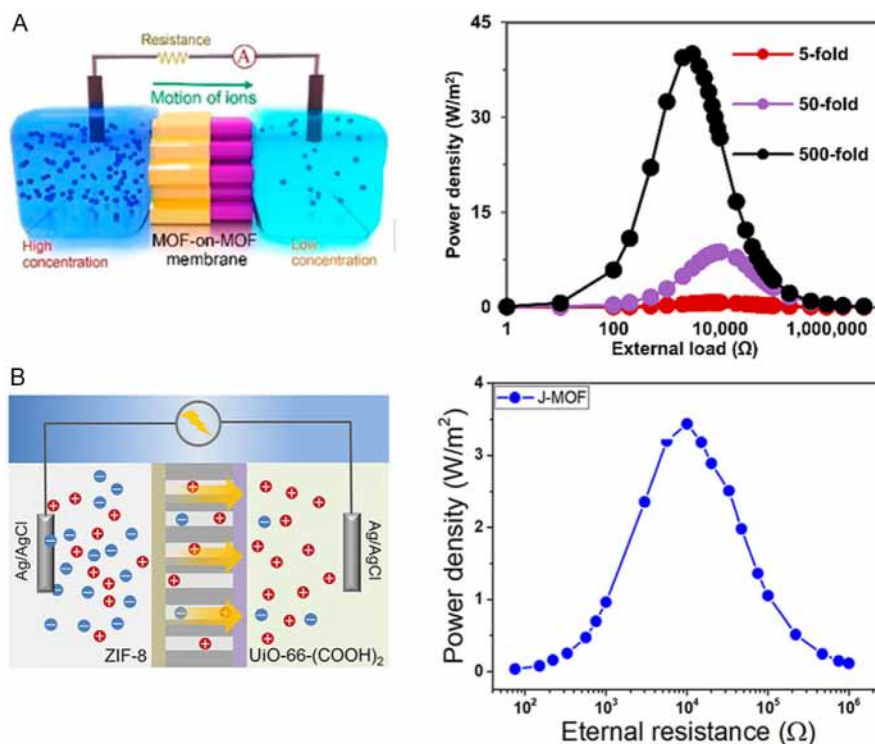 A
Resistance
A
Motion of ions
High
concentration
MOF-on-MOF
membrane
Low
concentration
Power density (W/m²)
45
30
15
0
5-fold
50-fold
500-fold
1
100
10,000
1,000,000
External load (Ω)
B
Ag/AgCl
Ag/AgCl
ZIF-8
UiO-66-(COOH)₂
Power density (W/m²)
4
3
2
1
0
J-MOF
10²
10³
10⁴
10⁵
10⁶
Eternal resistance (Ω)